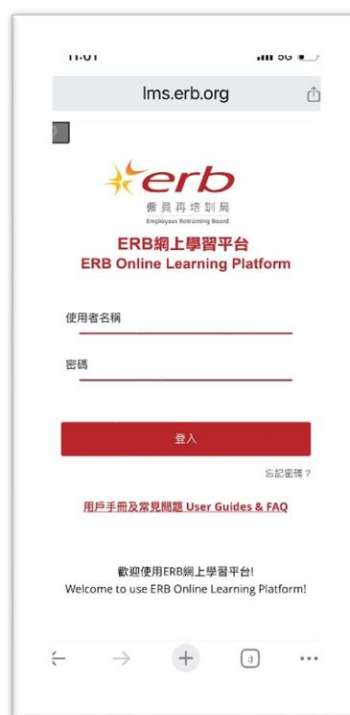 11:01 5G
lms.erb.org
erb
僱員再培訓局
Employees Retraining Board
ERB網上學習平台
ERB Online Learning Platform
使用者名稱
密碼
登入
忘記密碼？
用戶手冊及常見問題 User Guides & FAQ
歡迎使用ERB網上學習平台!
Welcome to use ERB Online Learning Platform!
:)